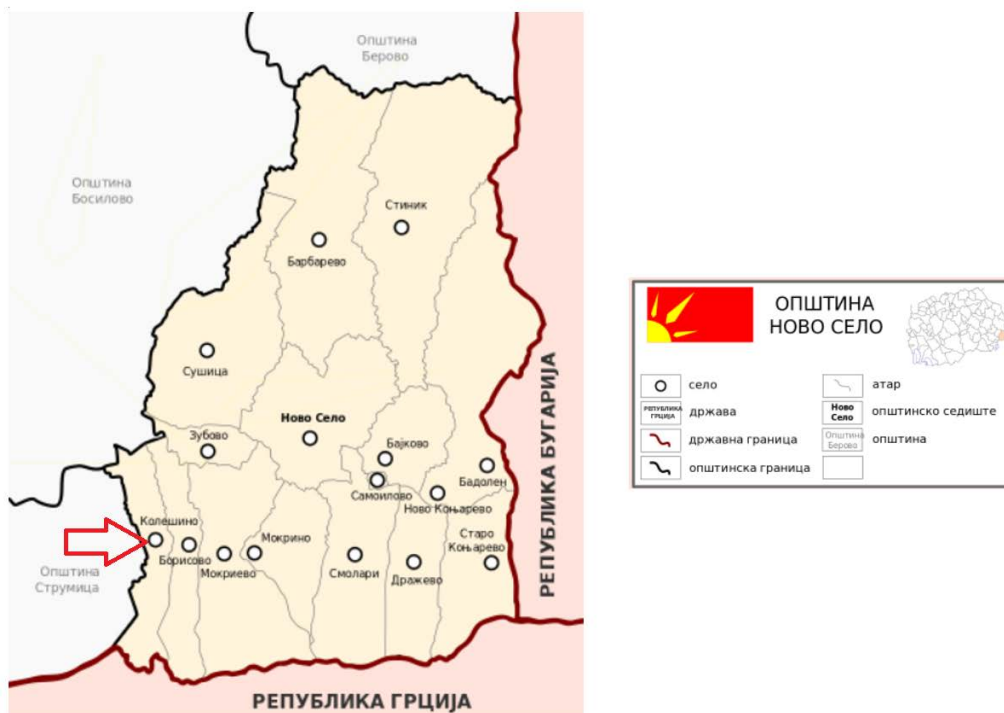 Општина
Берово
Општина
Босилово
Стиник
Барбарево
Сушица
Ново Село
Зубово
Бајково
Бадолен
Самоилово
Ново Коњарево
Колешино
Борисово
Мокриево
Мокрино
Смолари
Дражево
Старо
Коњарево
Општина
Струмица
РЕПУБЛИКА БУГАРИЈА
РЕПУБЛИКА ГРЦИЈА
ОПШТИНА
НОВО СЕЛО
село
атар
РЕПУБЛИКА
ГРЦИЈА
држава
Ново
Село
општинско седиште
државна граница
Општина
Берово
општина
општинска граница